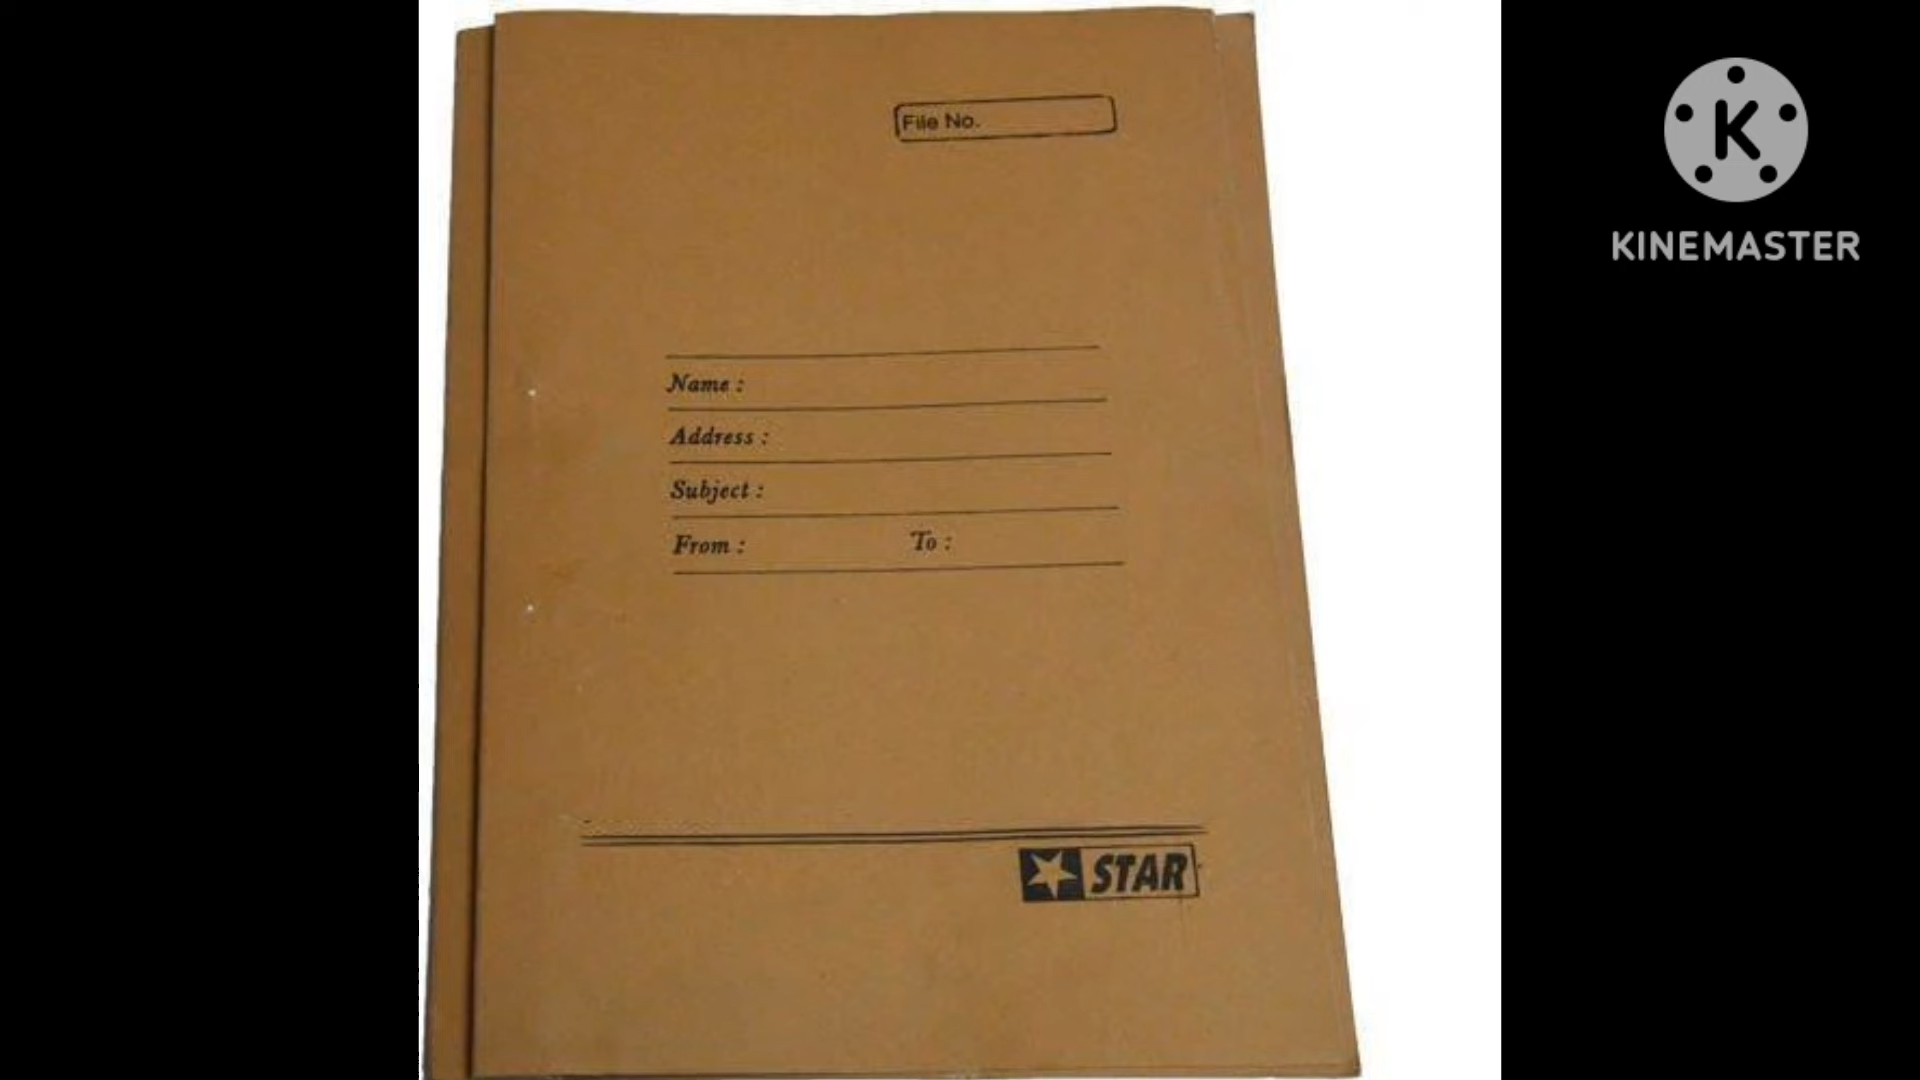 File No.
KINEMASTER
Name :
Address :
Subject :
From : To :
STAR